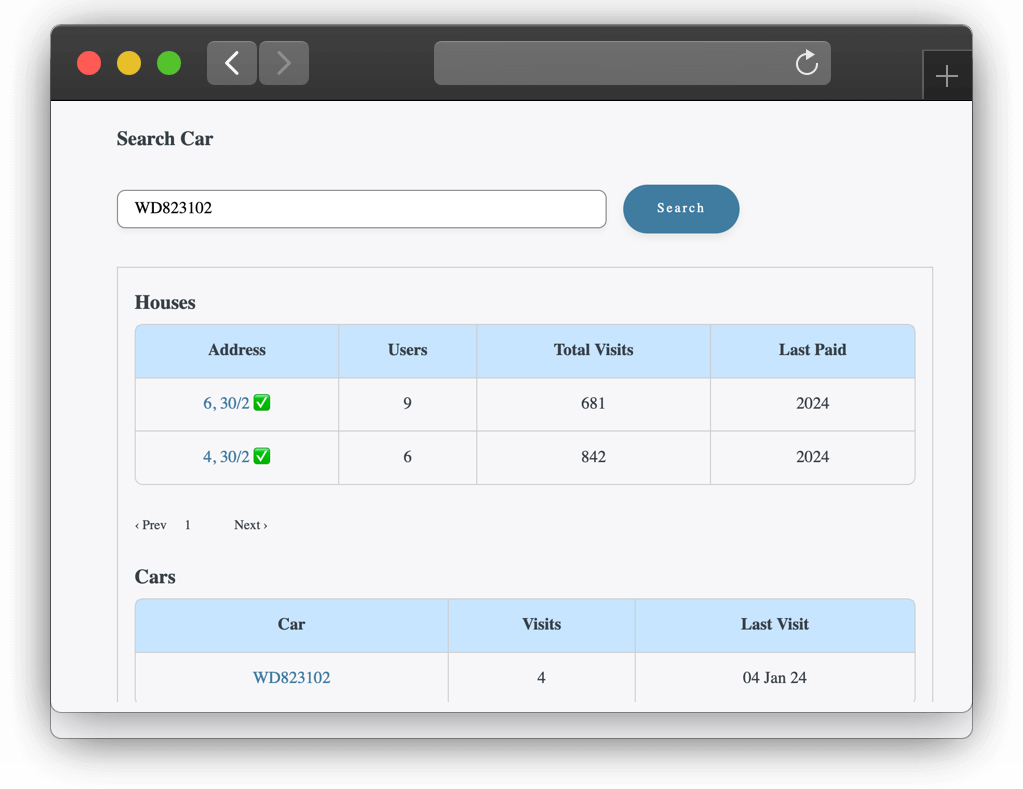 Search Car
WD823102 Search
Houses
Address Users Total Visits Last Paid
6, 30/2 ✅ 9 681 2024
4, 30/2 ✅ 6 842 2024
‹ Prev 1 Next ›
Cars
Car Visits Last Visit
WD823102 4 04 Jan 24